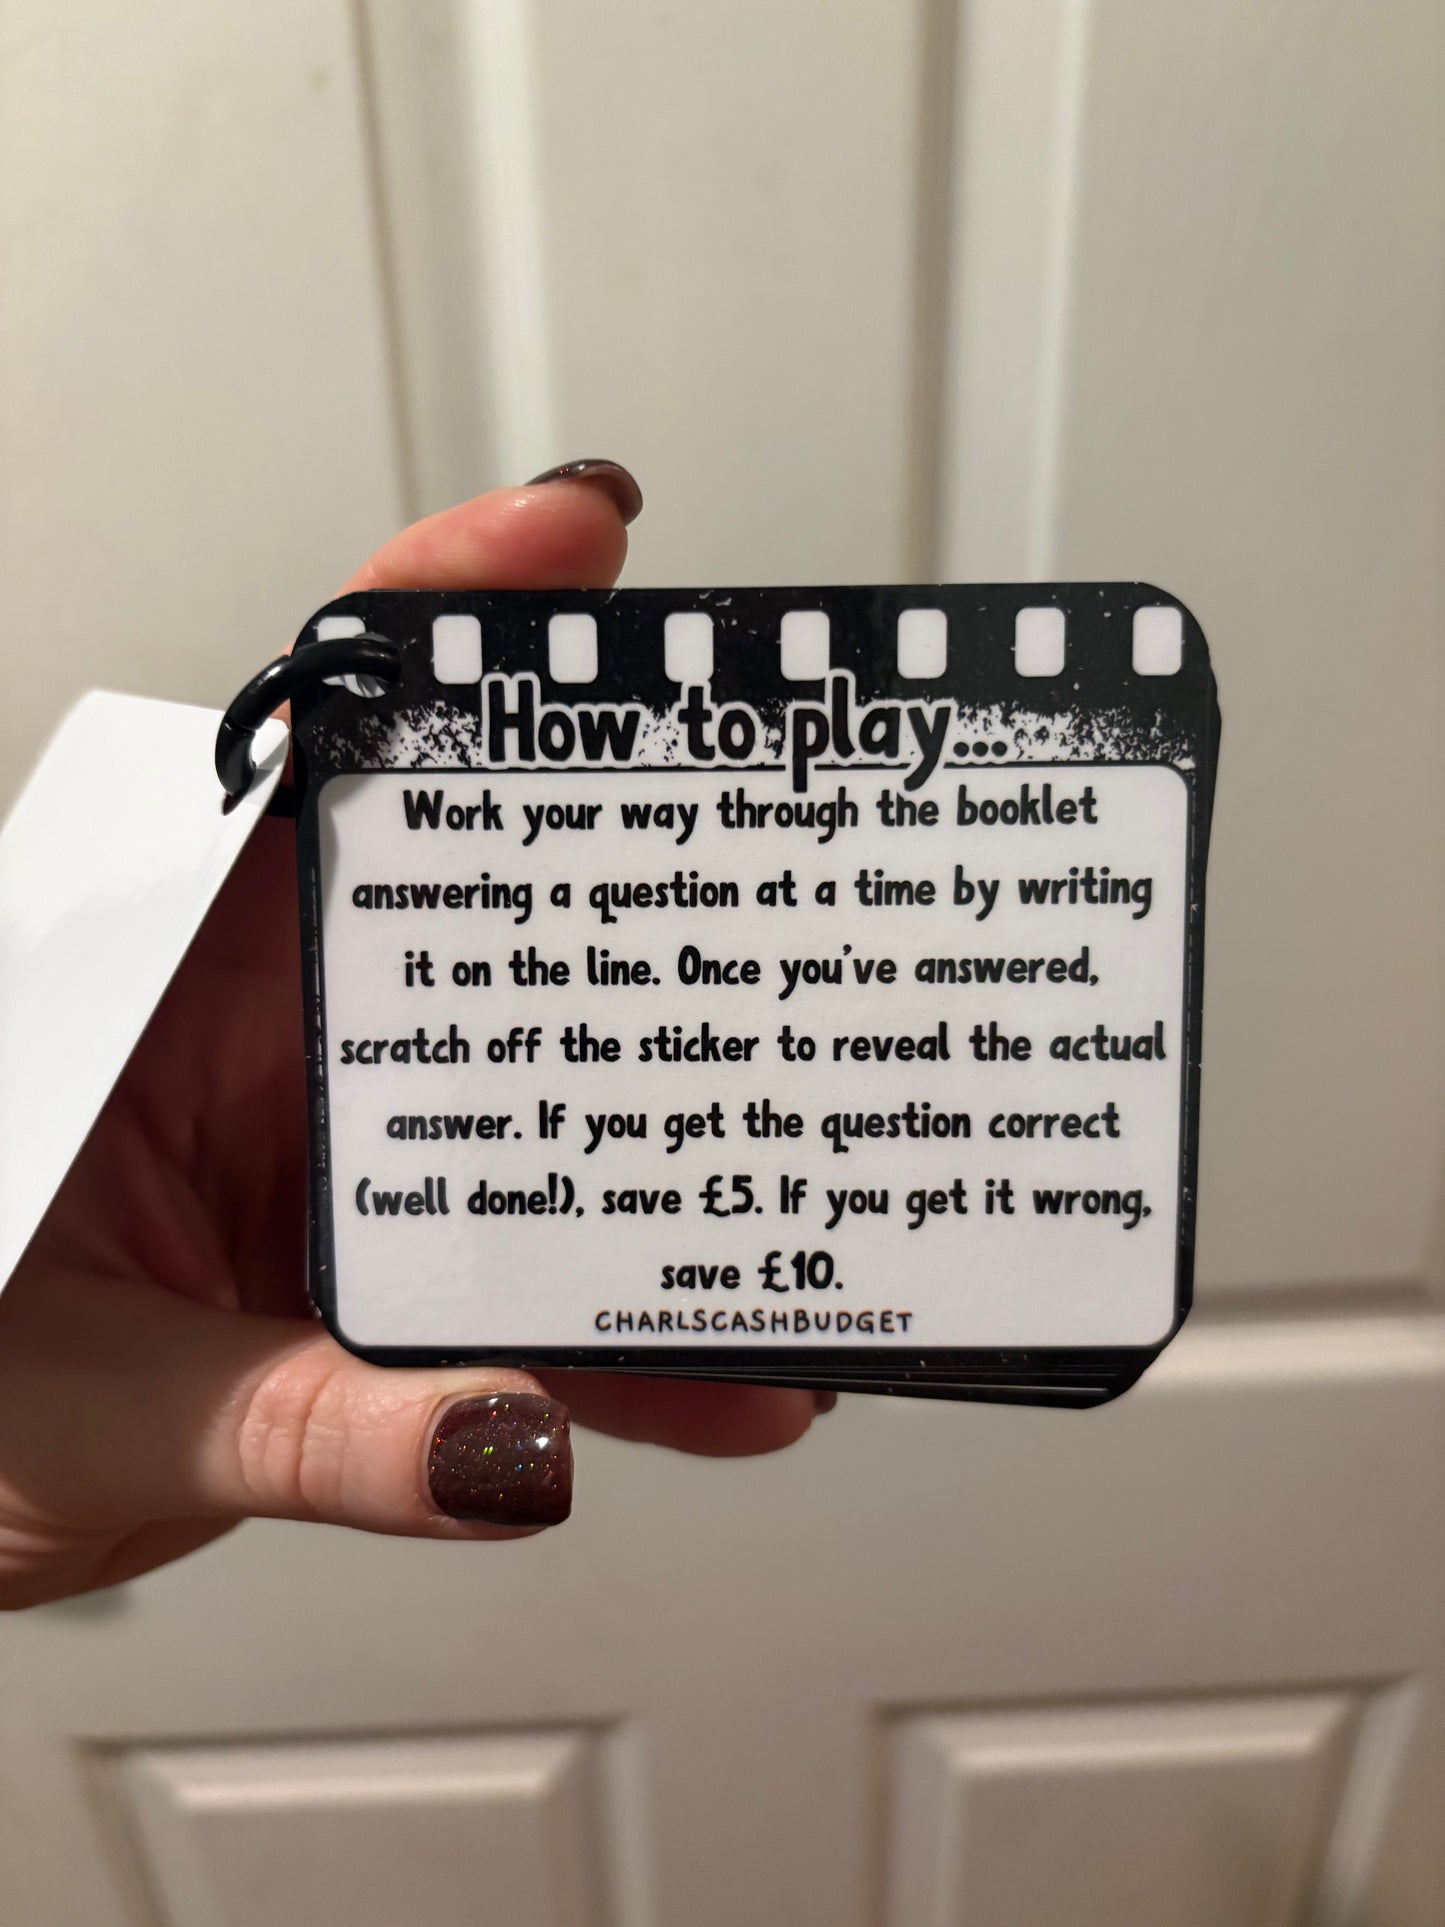 How to play...
Work your way through the booklet
answering a question at a time by writing
it on the line. Once you've answered,
scratch off the sticker to reveal the actual
answer. If you get the question correct
(well done!), save £5. If you get it wrong,
save £10.
CHARLSCASHBUDGET